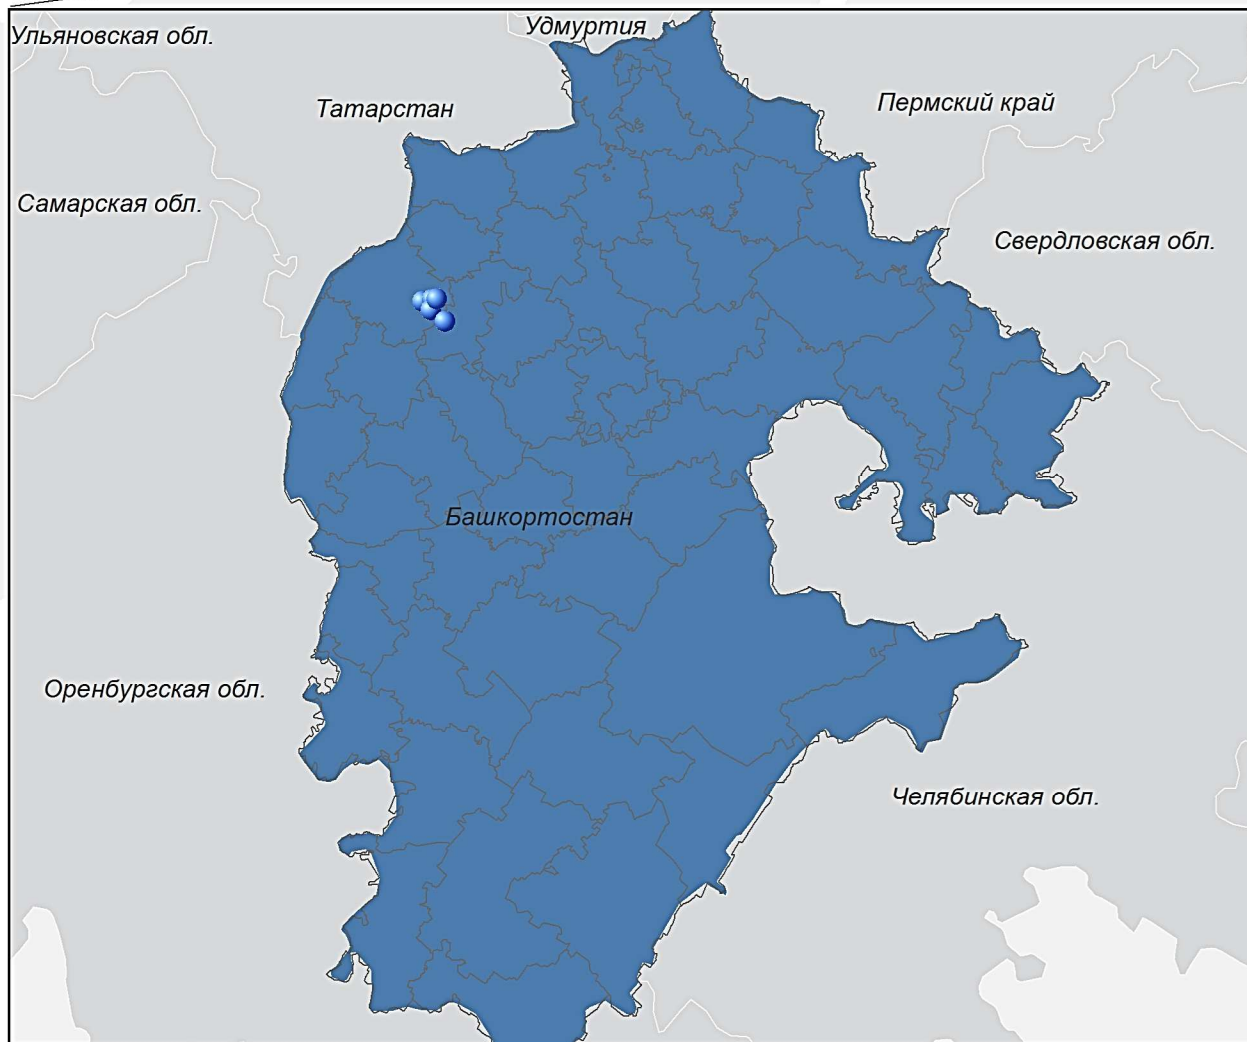 Ульяновская обл.
Удмуртия
Татарстан
Пермский край
Самарская обл.
Свердловская обл.
Башкортостан
Оренбургская обл.
Челябинская обл.